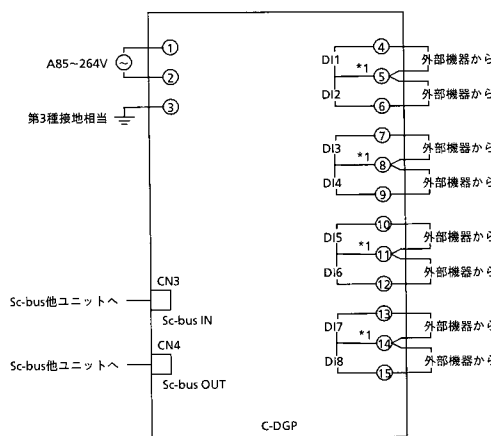 A85~264V
①
②
③
第3種接地相当
CN3
Sc-bus他ユニットへ
Sc-bus IN
CN4
Sc-bus他ユニットへ
Sc-bus OUT
DI1
④
外部機器から
*1
⑤
DI2
⑥
外部機器から
DI3
⑦
外部機器から
*1
⑧
DI4
⑨
外部機器から
DI5
⑩
外部機器から
*1
⑪
Di6
⑫
外部機器から
DI7
⑬
外部機器から
*1
⑭
Di8
⑮
外部機器から
C-DGP